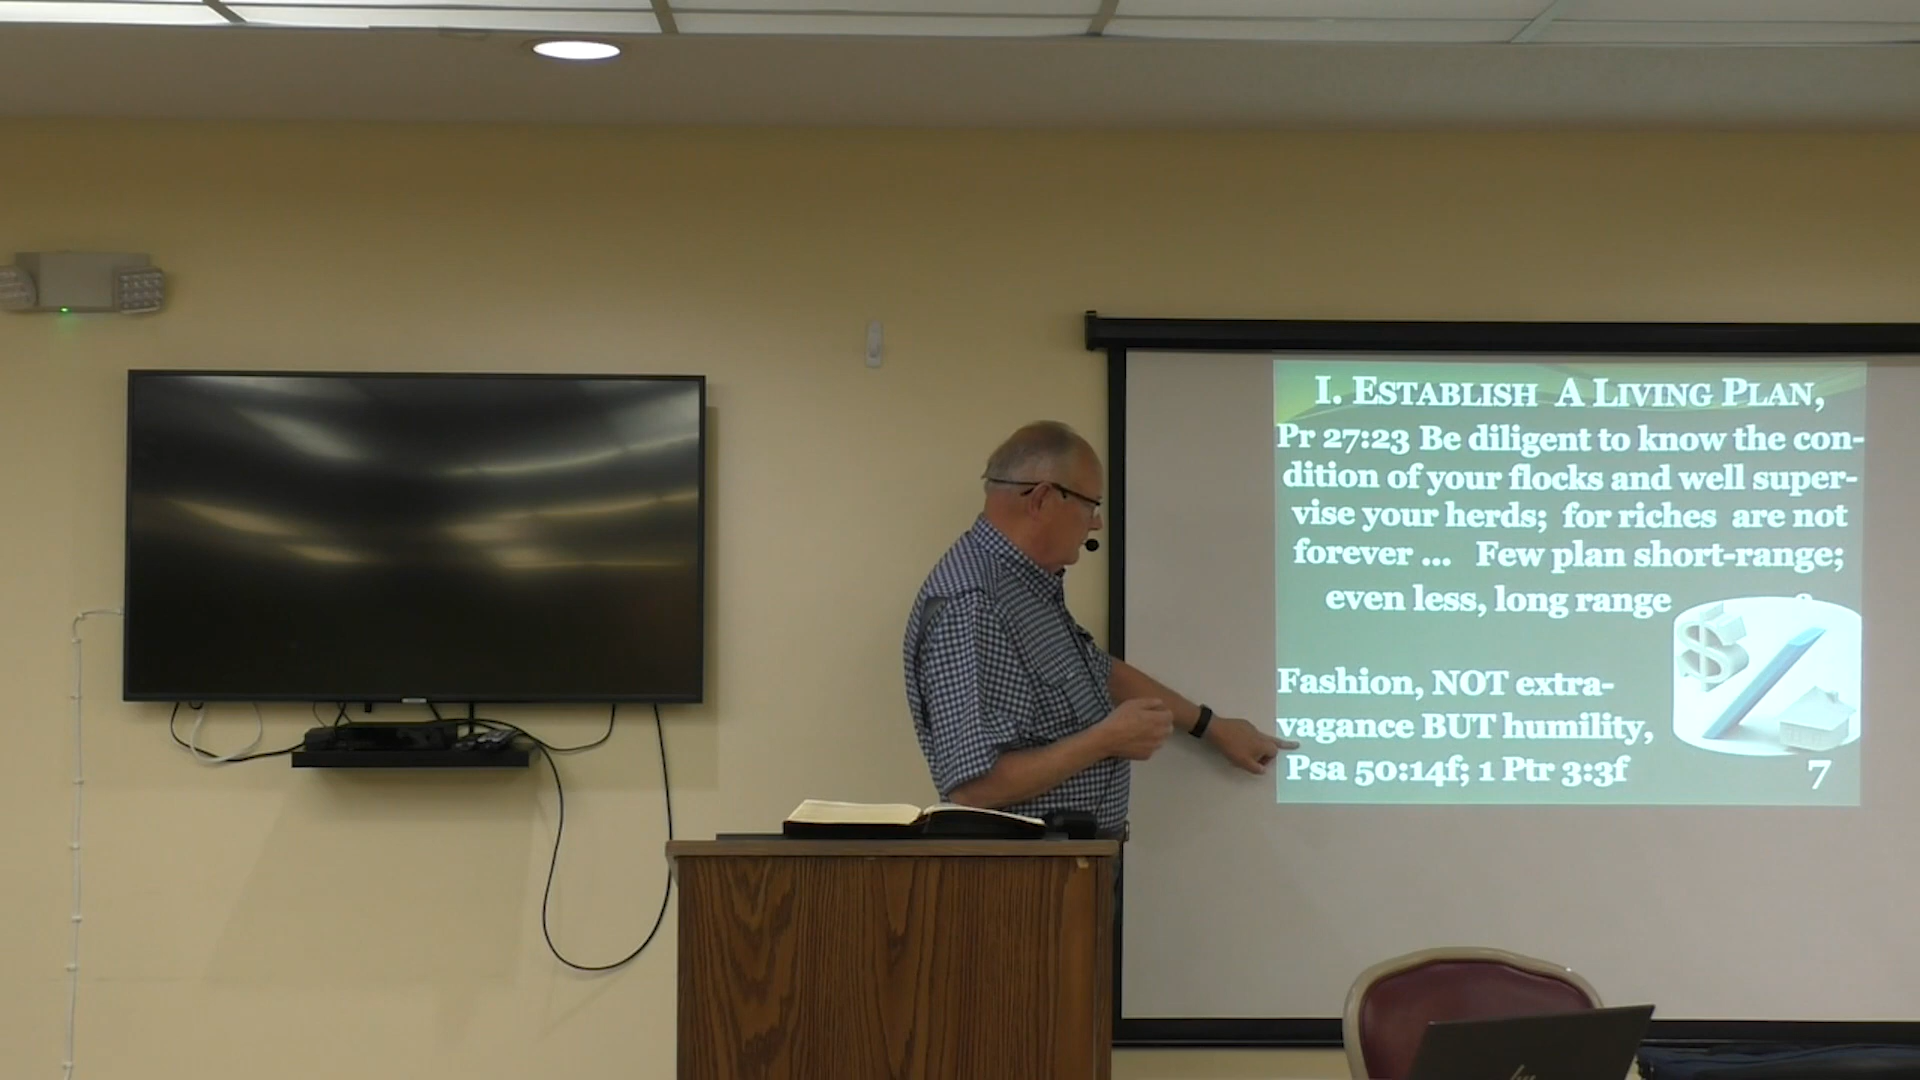 I. ESTABLISH A LIVING PLAN,
Pr 27:23 Be diligent to know the con-
dition of your flocks and well super-
vise your herds; for riches are not
forever ... Few plan short-range;
even less, long range
Fashion, NOT extra-
vagance BUT humility,
Psa 50:14f; 1 Ptr 3:3f
7
$
hp